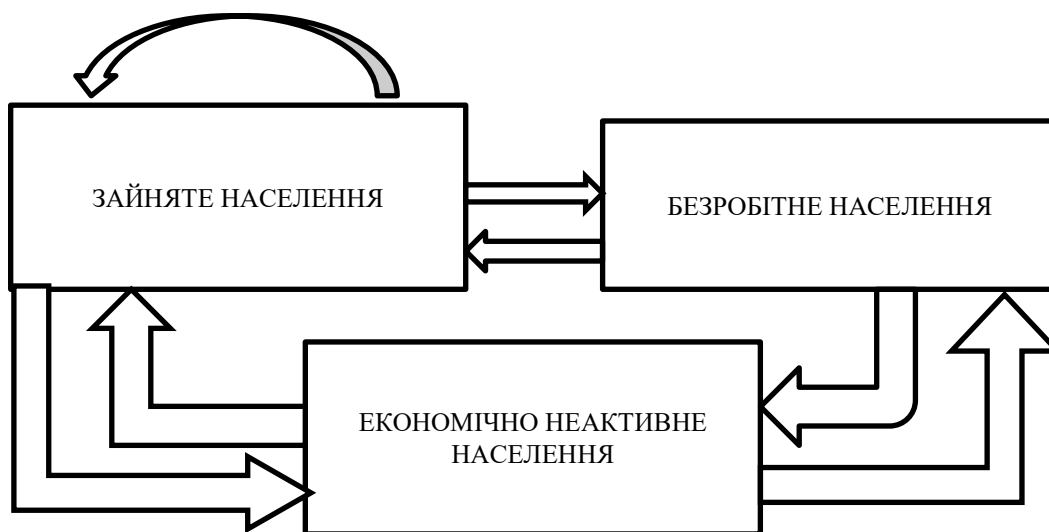 ЗАЙНЯТЕ НАСЕЛЕННЯ
БЕЗРОБІТНЕ НАСЕЛЕННЯ
ЕКОНОМІЧНО НЕАКТИВНЕ
НАСЕЛЕННЯ